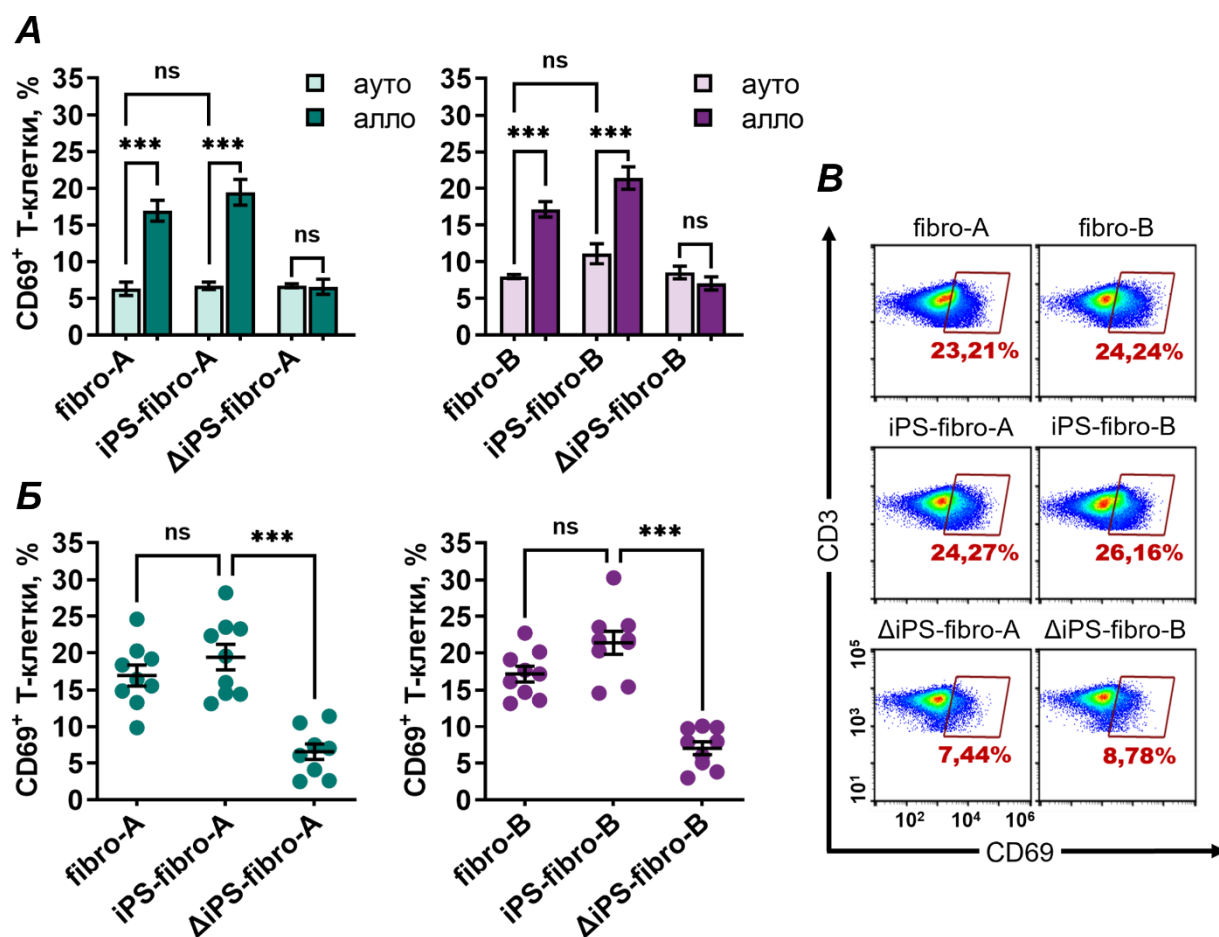 А
CD69⁺ Т-клетки, %
35
30
25
20
15
10
5
0
ns
***
***
ns
ауто
алло
fibro-A
iPS-fibro-A
ΔiPS-fibro-A
35
30
25
20
15
10
5
0
ns
***
***
ns
ауто
алло
fibro-B
iPS-fibro-B
ΔiPS-fibro-B
Б
CD69⁺ Т-клетки, %
35
30
25
20
15
10
5
0
ns
***
fibro-A
iPS-fibro-A
ΔiPS-fibro-A
CD69⁺ Т-клетки, %
35
30
25
20
15
10
5
0
ns
***
fibro-B
iPS-fibro-B
ΔiPS-fibro-B
В
CD3
fibro-A
fibro-B
23,21%
24,24%
iPS-fibro-A
iPS-fibro-B
24,27%
26,16%
ΔiPS-fibro-A
ΔiPS-fibro-B
7,44%
8,78%
10⁵
10³
10¹
10²
10⁴
10⁶
CD69